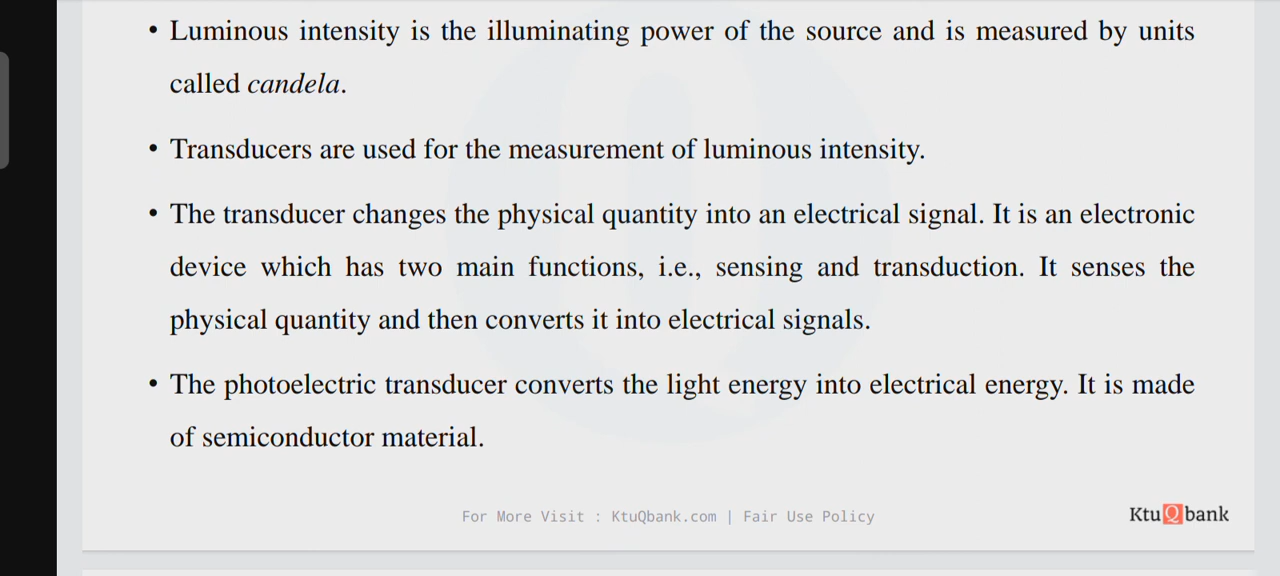 • Luminous intensity is the illuminating power of the source and is measured by units
called candela.
• Transducers are used for the measurement of luminous intensity.
• The transducer changes the physical quantity into an electrical signal. It is an electronic
device which has two main functions, i.e., sensing and transduction. It senses the
physical quantity and then converts it into electrical signals.
• The photoelectric transducer converts the light energy into electrical energy. It is made
of semiconductor material.
For More Visit : KtuQbank.com | Fair Use Policy
KtuQbank